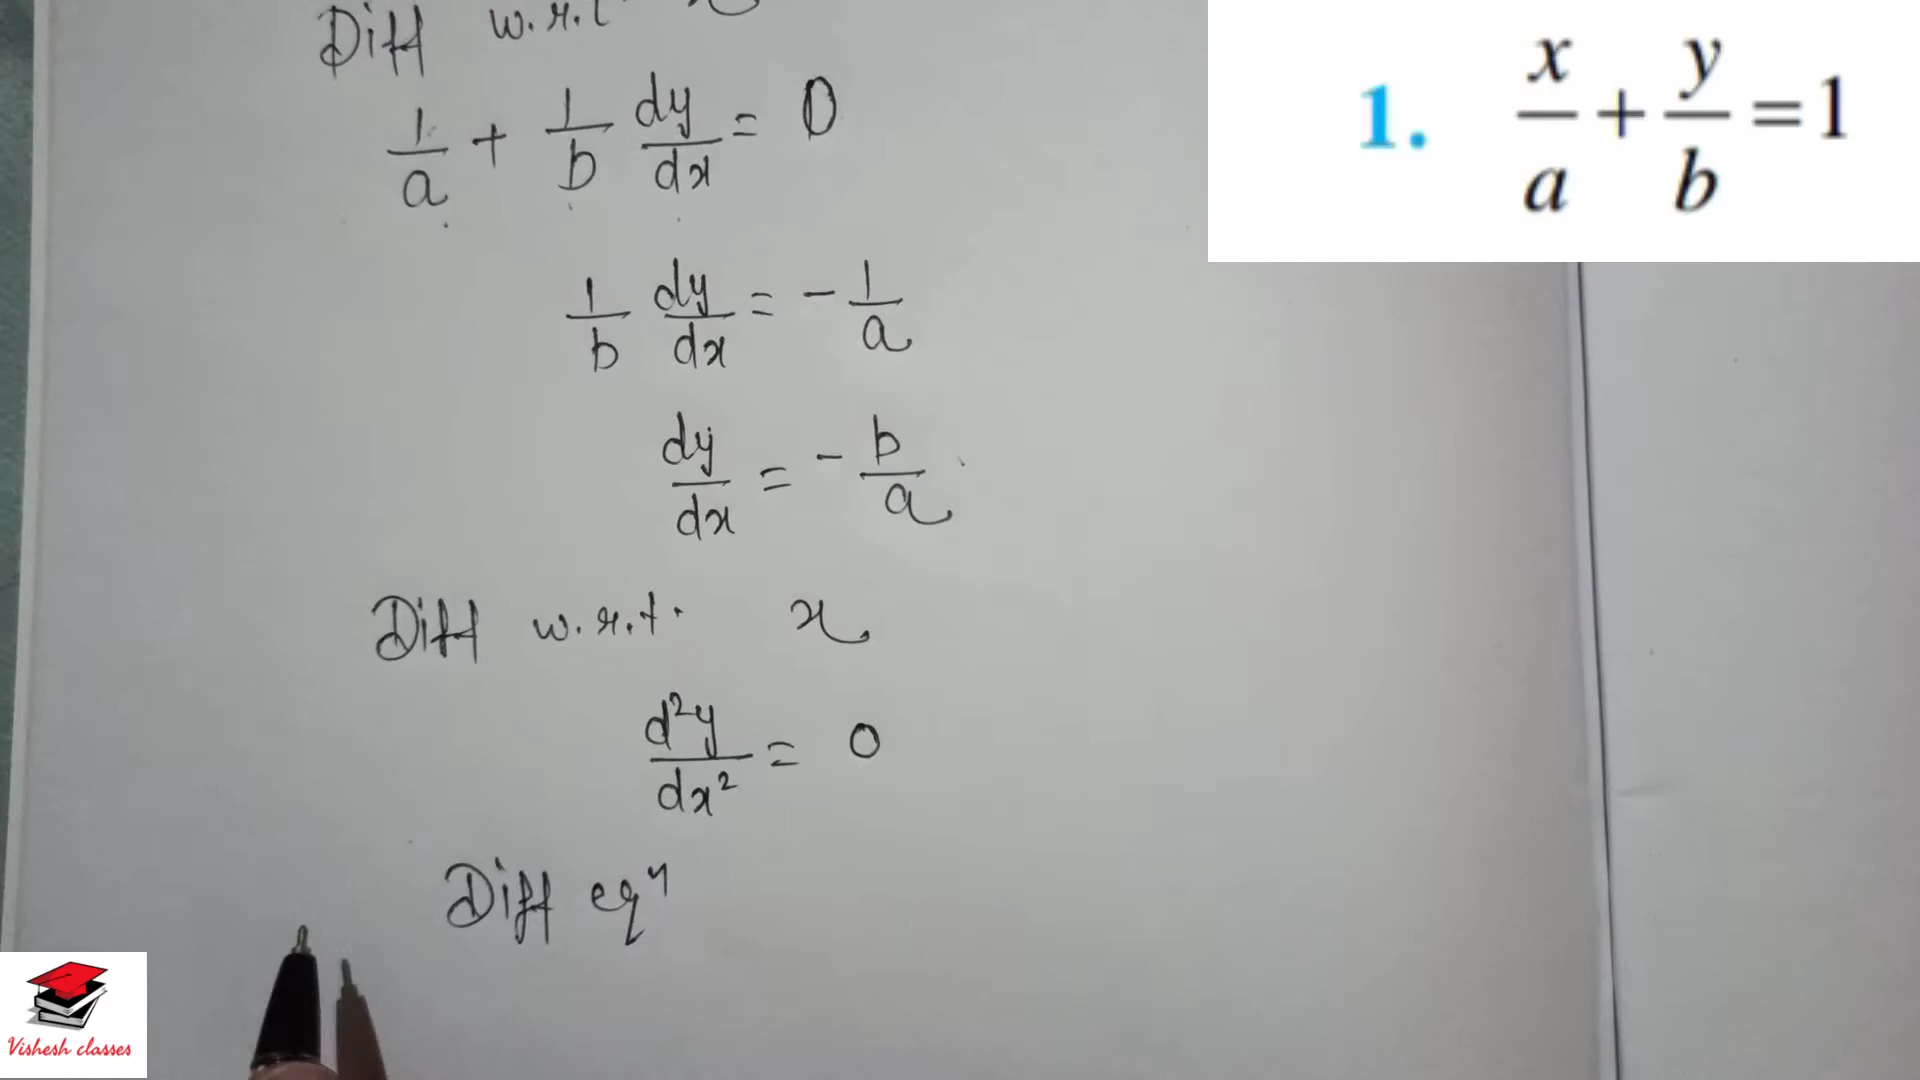 Diff w.r.t x
1/a + 1/b dy/dx = 0
1/b dy/dx = - 1/a
dy/dx = - b/a
Diff w.r.t. x
d²y/dx² = 0
Diff eqⁿ
1. x/a + y/b = 1
Vishesh classes